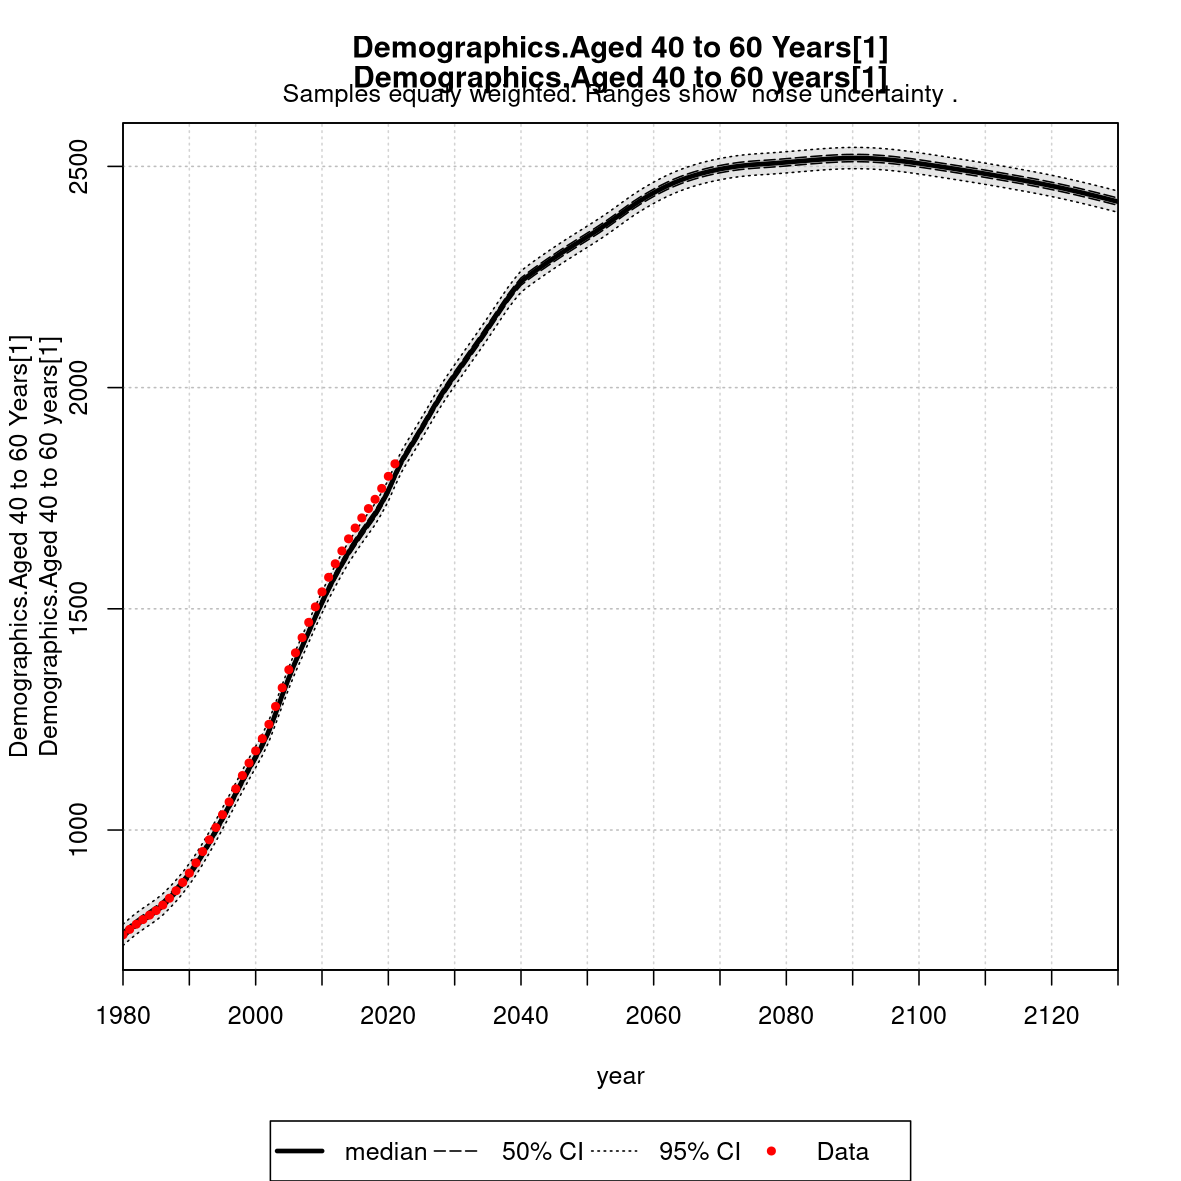 Demographics.Aged 40 to 60 Years[1]
Demographics.Aged 40 to 60 years[1]
Samples equaly weighted. Ranges show  noise uncertainty .
Demographics.Aged 40 to 60 Years[1]
Demographics.Aged 40 to 60 years[1]
2500
2000
1500
1000
1980 2000 2020 2040 2060 2080 2100 2120
year
median 50% CI 95% CI Data